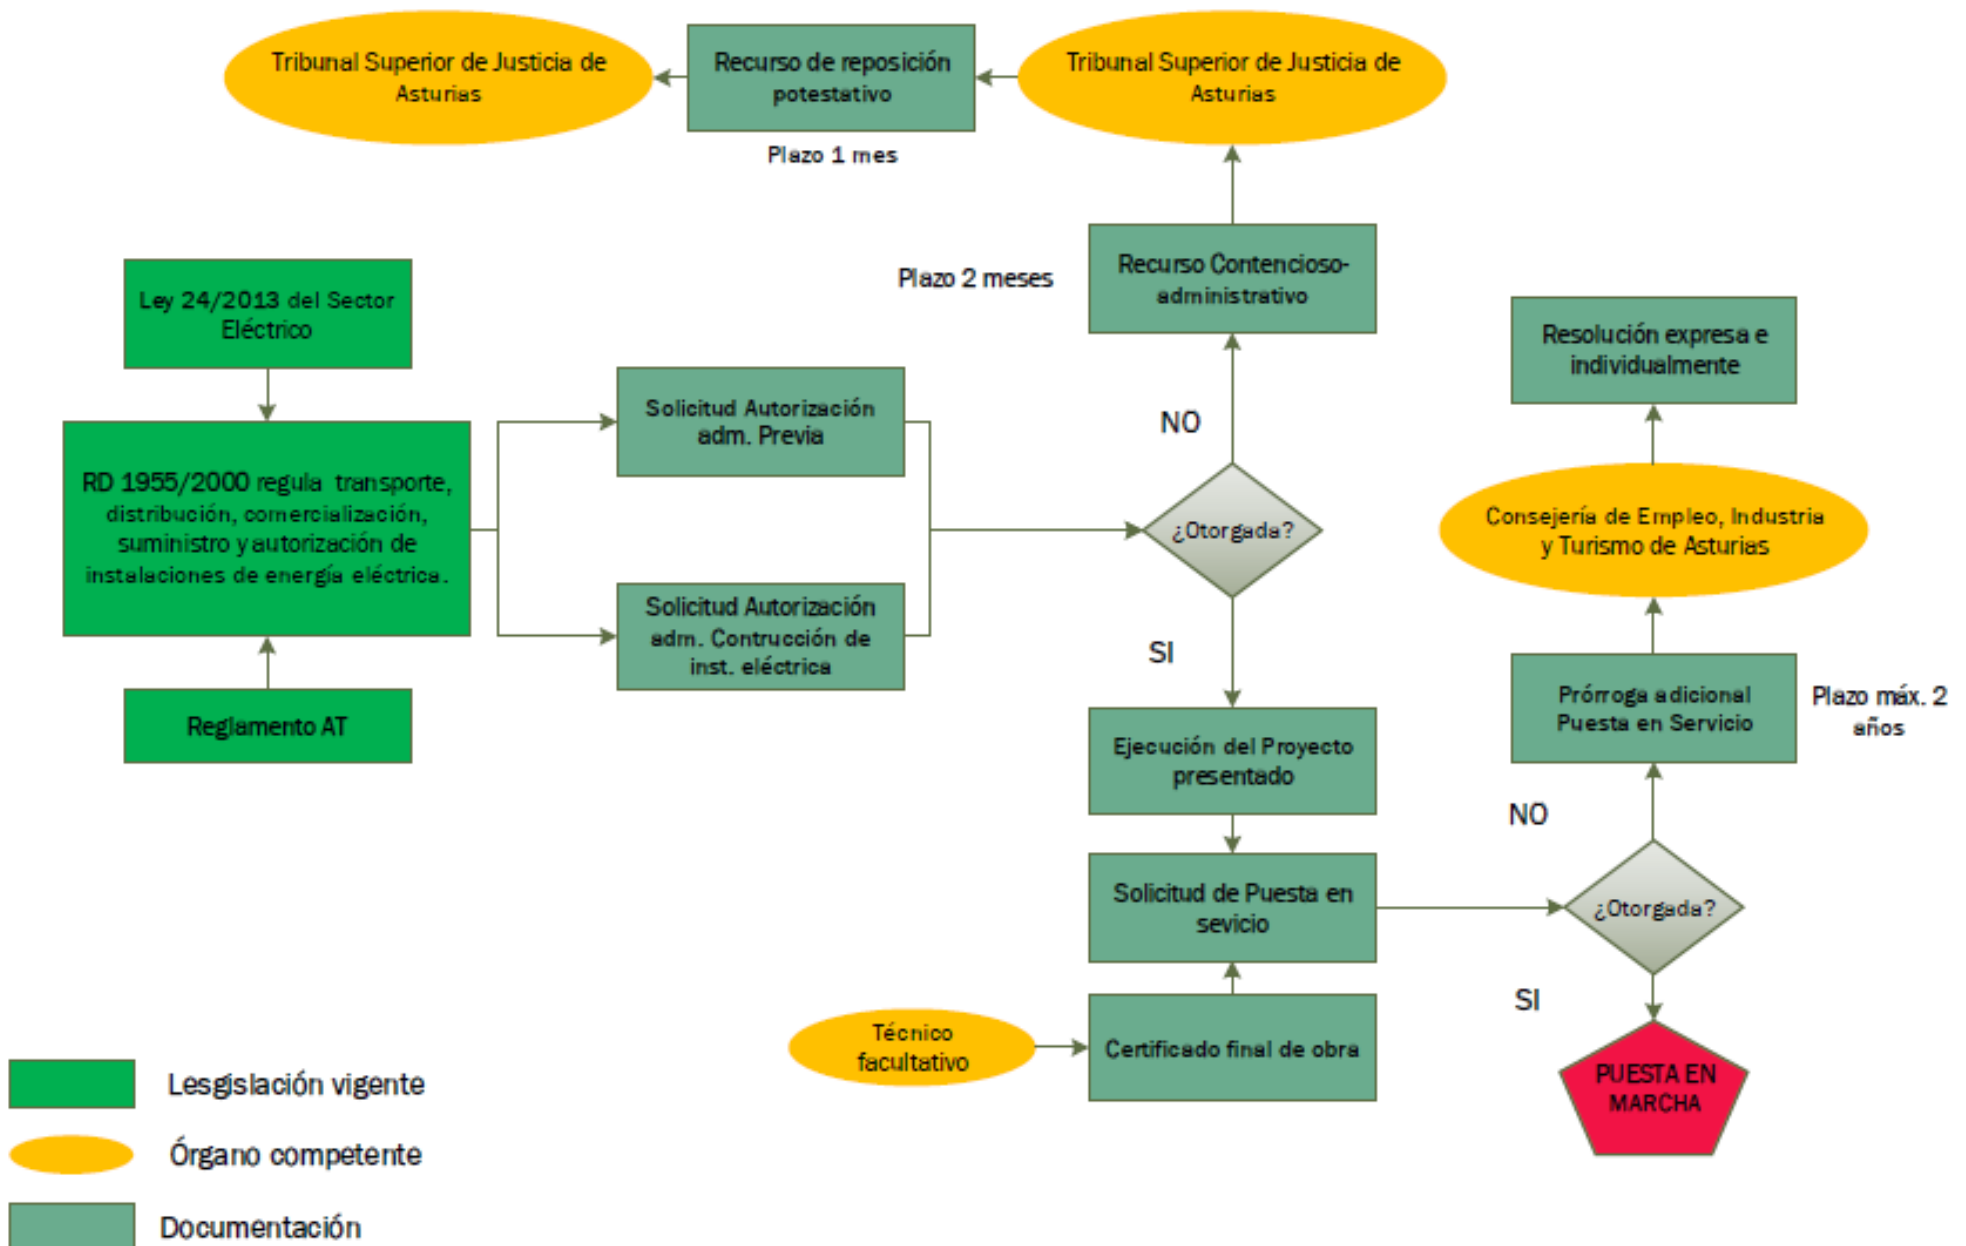 Tribunal Superior de Justicia de
Asturias
Recurso de reposición
potestativo
Tribunal Superior de Justicia de
Asturias
Plazo 1 mes
Ley 24/2013 del Sector
Eléctrico
Plazo 2 meses
Recurso Contencioso-
administrativo
Resolución expresa e
individualmente
Solicitud Autorización
adm. Previa
NO
RD 1955/2000 regula transporte,
distribución, comercialización,
suministro y autorización de
instalaciones de energía eléctrica.
¿Otorgada?
Consejería de Empleo, Industria
y Turismo de Asturias
Solicitud Autorización
adm. Contrucción de
inst. eléctrica
SI
Reglamento AT
Ejecución del Proyecto
presentado
Prórroga adicional
Puesta en Servicio
Plazo máx. 2
años
NO
Solicitud de Puesta en
sevicio
¿Otorgada?
SI
Técnico
facultativo
Certificado final de obra
PUESTA EN
MARCHA
Lesgislación vigente
Órgano competente
Documentación